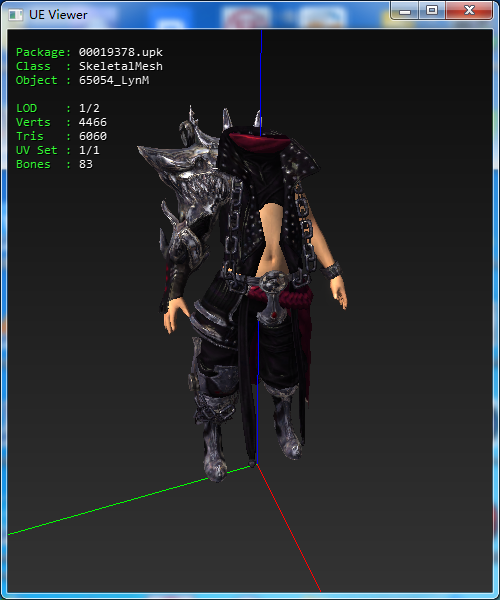 UE Viewer
Package: 00019378.upk
Class : SkeletalMesh
Object : 65054_LynM
LOD : 1/2
Verts : 4466
Tris : 6060
UV Set : 1/1
Bones : 83